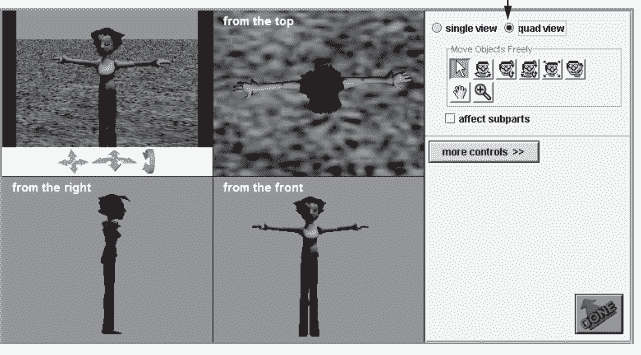 from the top
single view quad view
Move Objects Freely
affect subparts
more controls >>
from the right
from the front
DONE